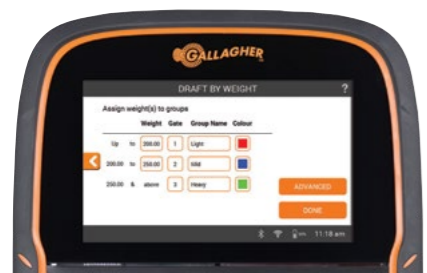 GALLAGHER
DRAFT BY WEIGHT ?
Assign weight(s) to groups
Weight Gate Group Name Colour
Up to 200.00 1 Light
200.00 to 250.00 2 Mid
250.00 & above 3 Heavy
ADVANCED
DONE
11:18 am